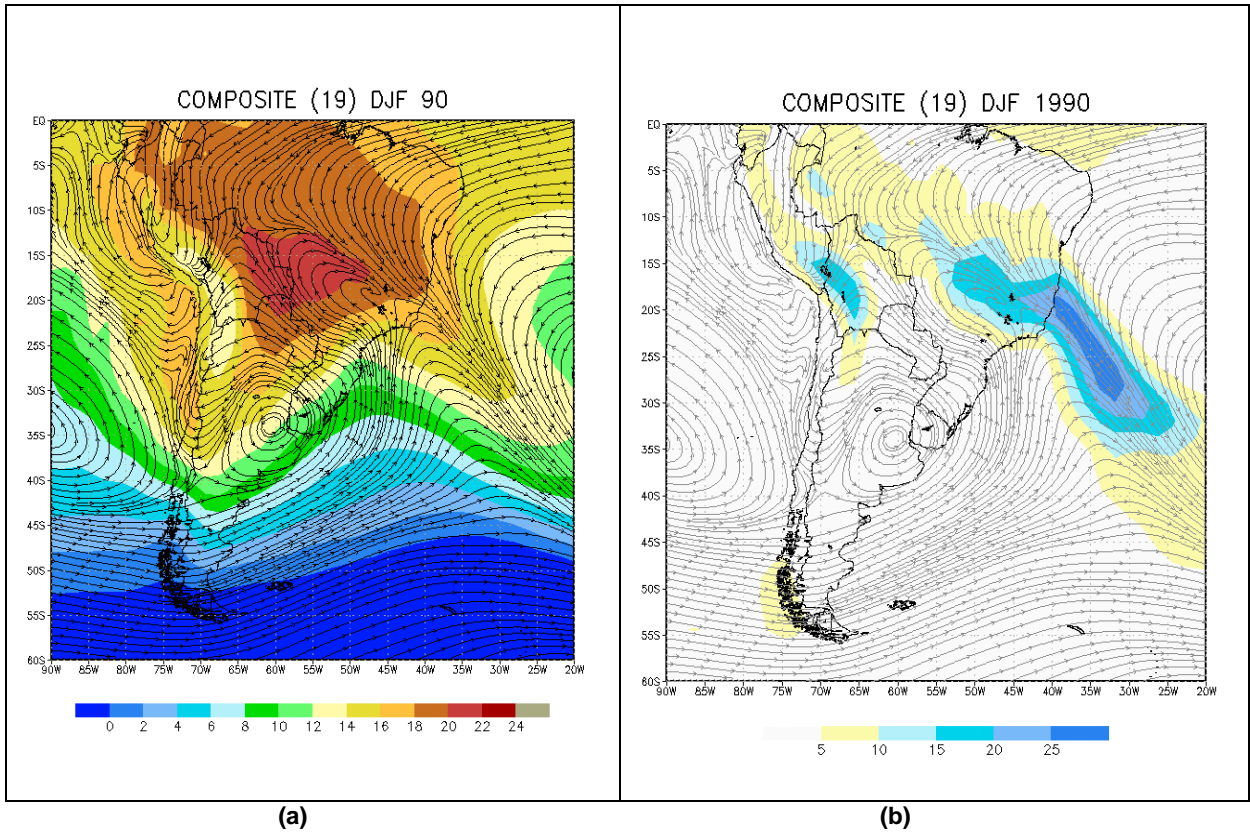 COMPOSITE (19) DJF 90
EQ
5S
10S
15S
20S
25S
30S
35S
40S
45S
50S
55S
60S
90W 85W 80W 75W 70W 65W 60W 55W 50W 45W 40W 35W 30W 25W 20W
0 2 4 6 8 10 12 14 16 18 20 22 24
(a)
COMPOSITE (19) DJF 1990
EQ
5S
10S
15S
20S
25S
30S
35S
40S
45S
50S
55S
60S
90W 85W 80W 75W 70W 65W 60W 55W 50W 45W 40W 35W 30W 25W 20W
5 10 15 20 25
(b)